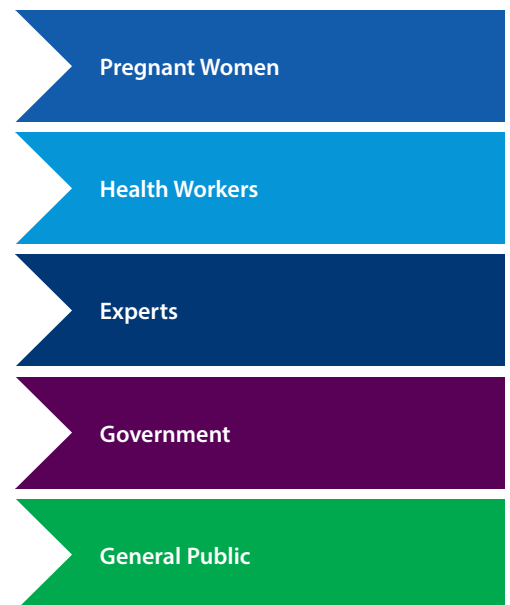 Pregnant Women
Health Workers
Experts
Government
General Public